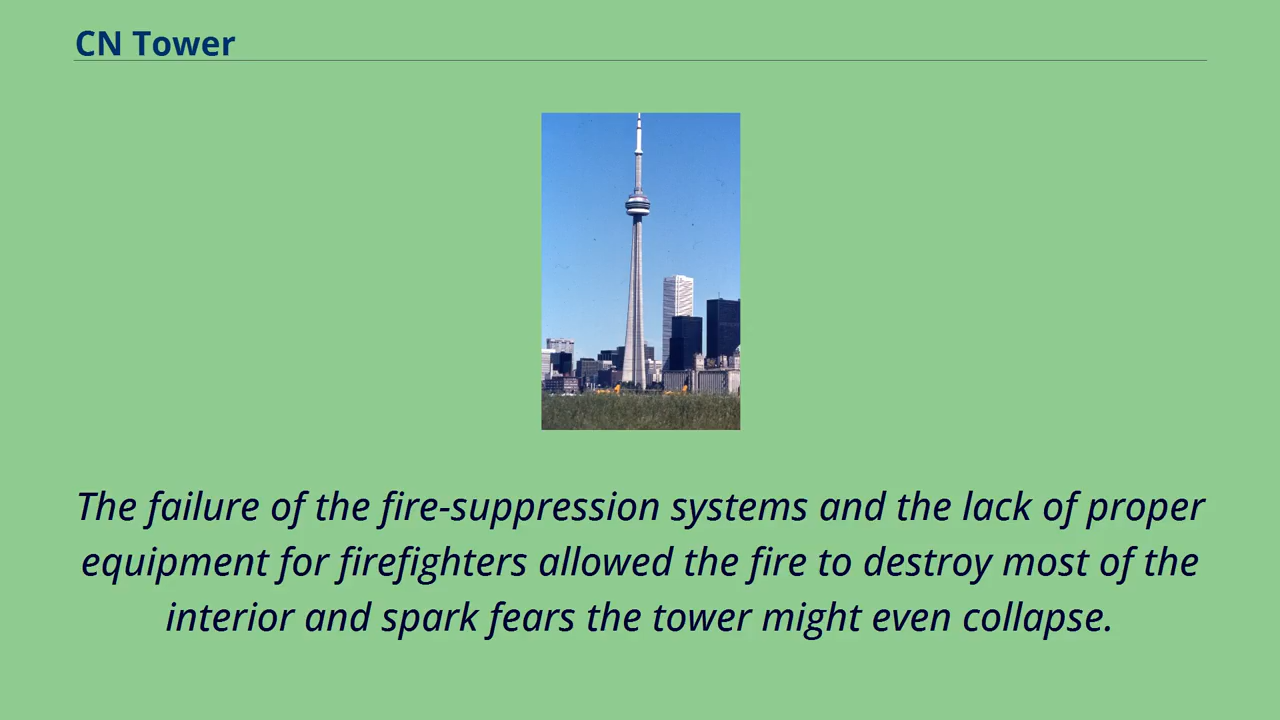 CN Tower
The failure of the fire-suppression systems and the lack of proper
equipment for firefighters allowed the fire to destroy most of the
interior and spark fears the tower might even collapse.